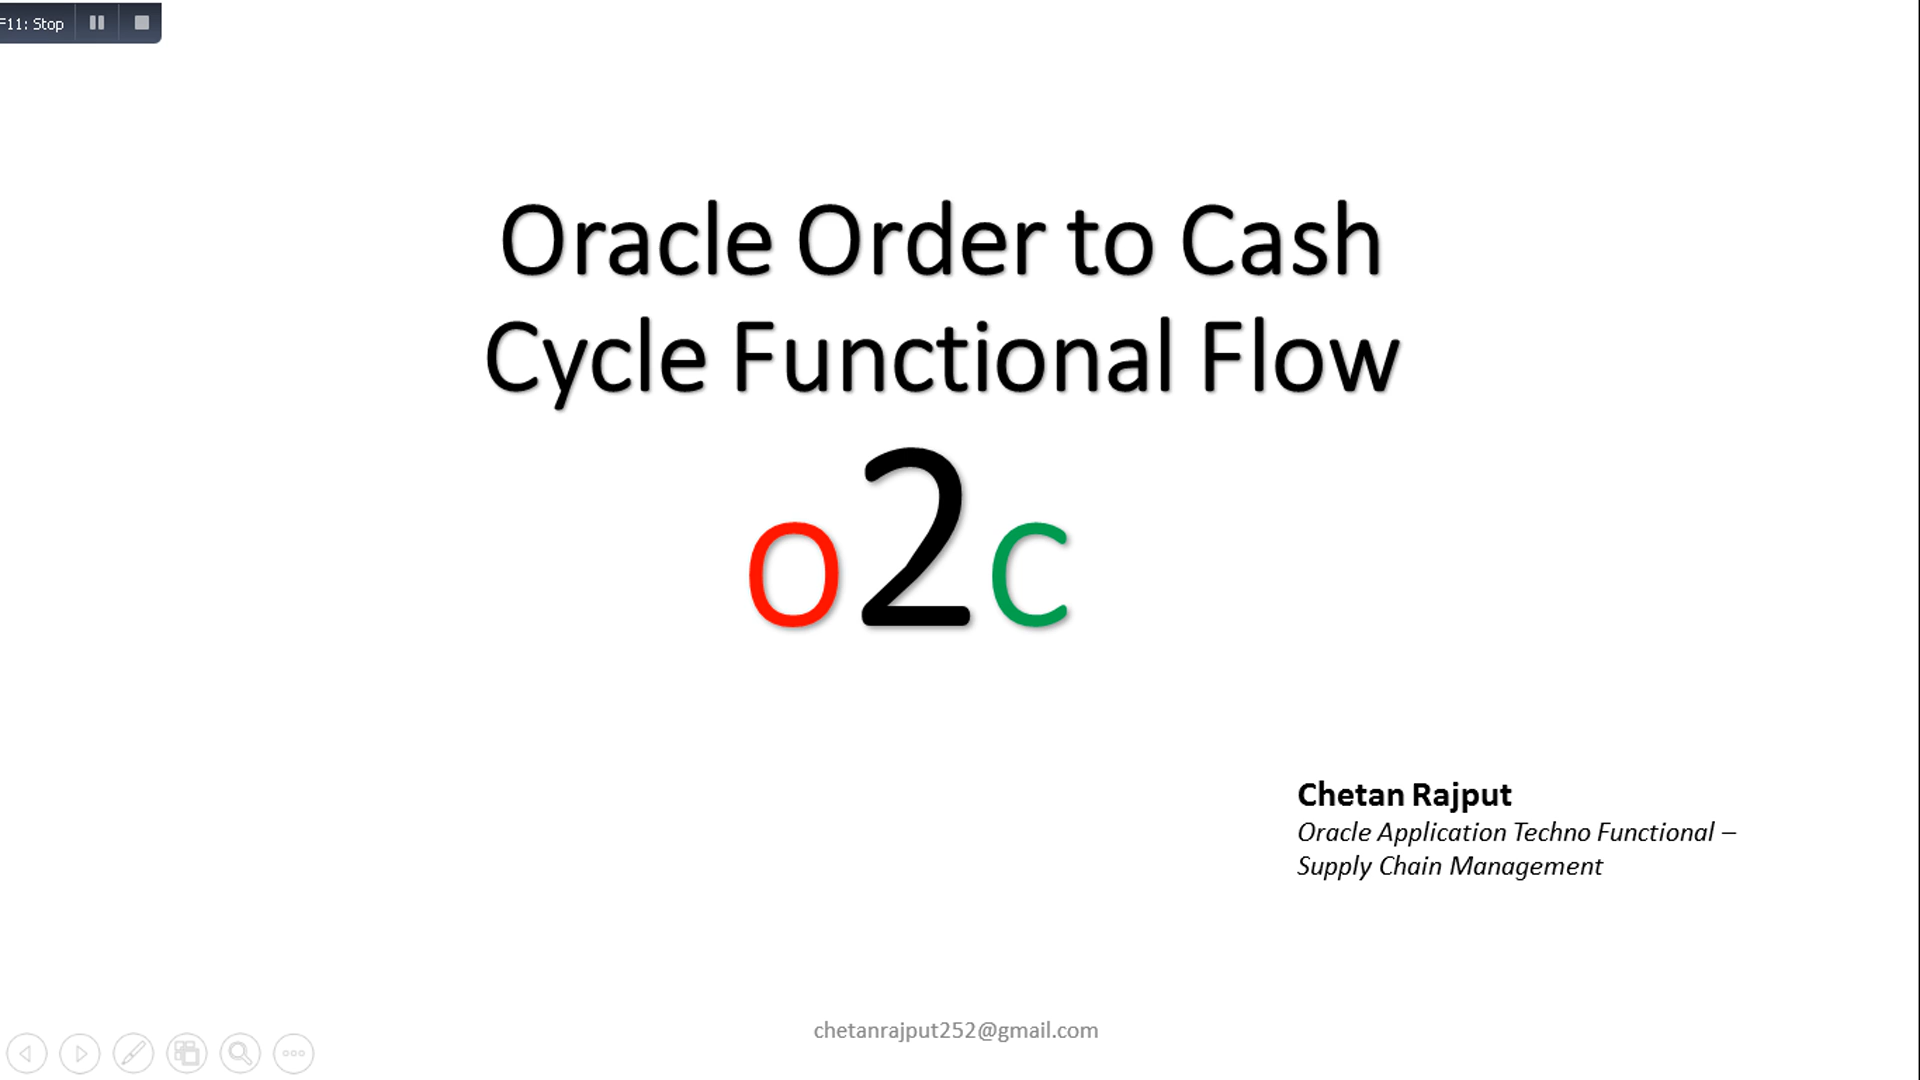 F11: Stop
Oracle Order to Cash
Cycle Functional Flow
o2c
Chetan Rajput
Oracle Application Techno Functional –
Supply Chain Management
chetanrajput252@gmail.com